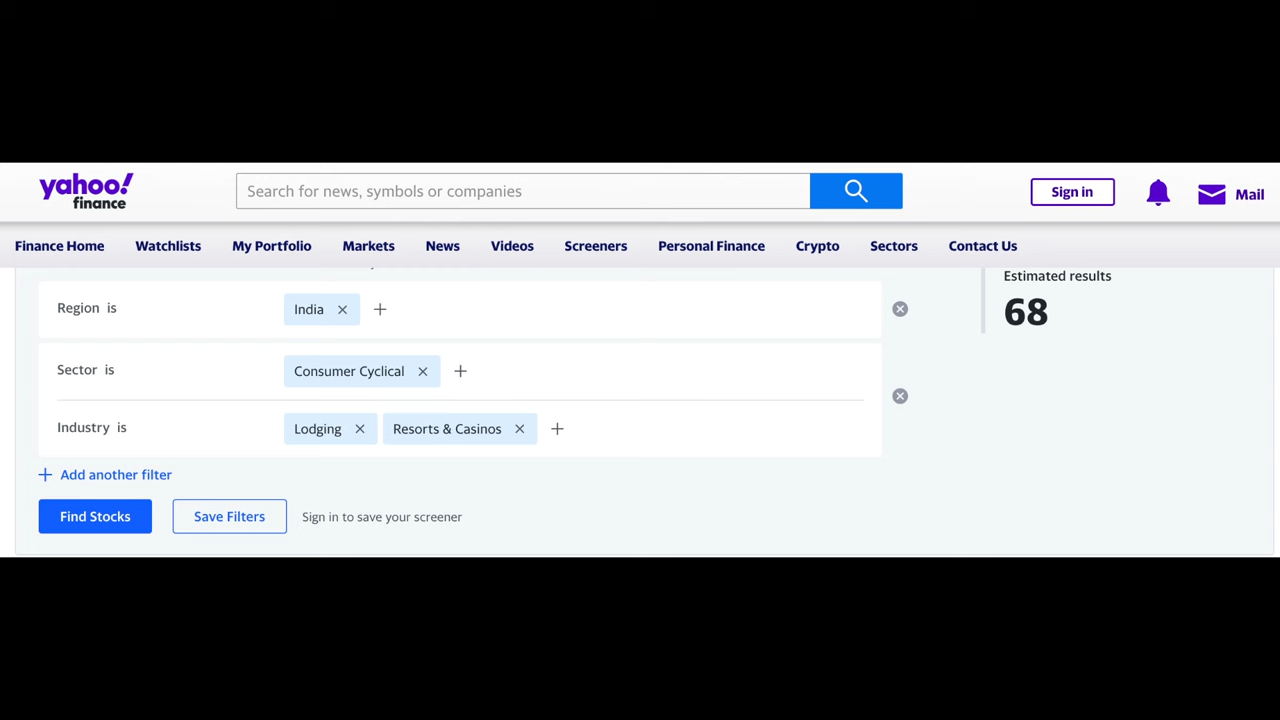 yahoo!
finance
Search for news, symbols or companies
Sign in
Mail
Finance Home Watchlists My Portfolio Markets News Videos Screeners Personal Finance Crypto Sectors Contact Us
Estimated results
68
Region is India
Sector is Consumer Cyclical
Industry is Lodging Resorts & Casinos
Add another filter
Find Stocks Save Filters Sign in to save your screener